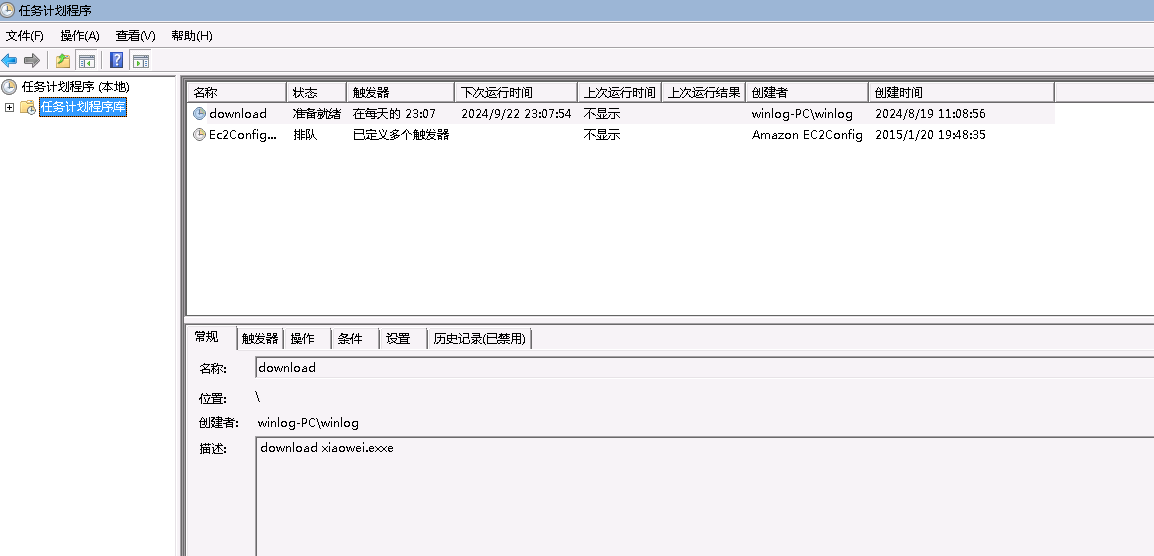 任务计划程序
文件(F) 操作(A) 查看(V) 帮助(H)
任务计划程序 (本地)
任务计划程序库
名称 状态 触发器 下次运行时间 上次运行时间 上次运行结果 创建者 创建时间
download 准备就绪 在每天的 23:07 2024/9/22 23:07:54 不显示 winlog-PC\winlog 2024/8/19 11:08:56
Ec2Config... 排队 已定义多个触发器 不显示 Amazon EC2Config 2015/1/20 19:48:35
常规 触发器 操作 条件 设置 历史记录(已禁用)
名称: download
位置: \
创建者: winlog-PC\winlog
描述: download xiaowei.exxe